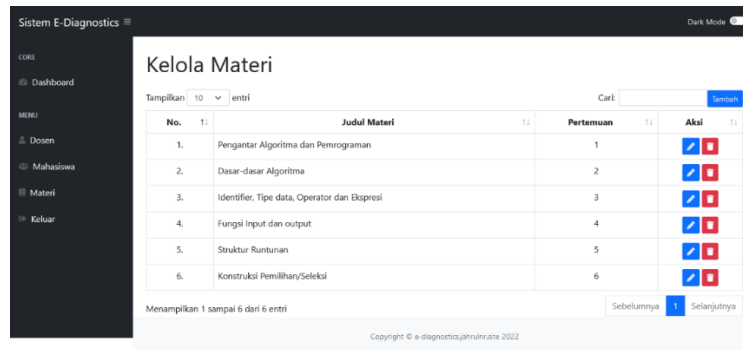 Sistem E-Diagnostics
Dark Mode
CORE
Dashboard
MENU
Dosen
Mahasiswa
Materi
Keluar
Kelola Materi
Tampilkan 10 entri
Cari:
Tambah
No. Judul Materi Pertemuan Aksi
1. Pengantar Algoritma dan Pemrograman 1
2. Dasar-dasar Algoritma 2
3. Identifier, Tipe data, Operator dan Ekspresi 3
4. Fungsi Input dan output 4
5. Struktur Runtunan 5
6. Konstruksi Pemilihan/Seleksi 6
Menampilkan 1 sampai 6 dari 6 entri
Sebelumnya 1 Selanjutnya
Copyright © e-diagnostics.jahrulnr.site 2022